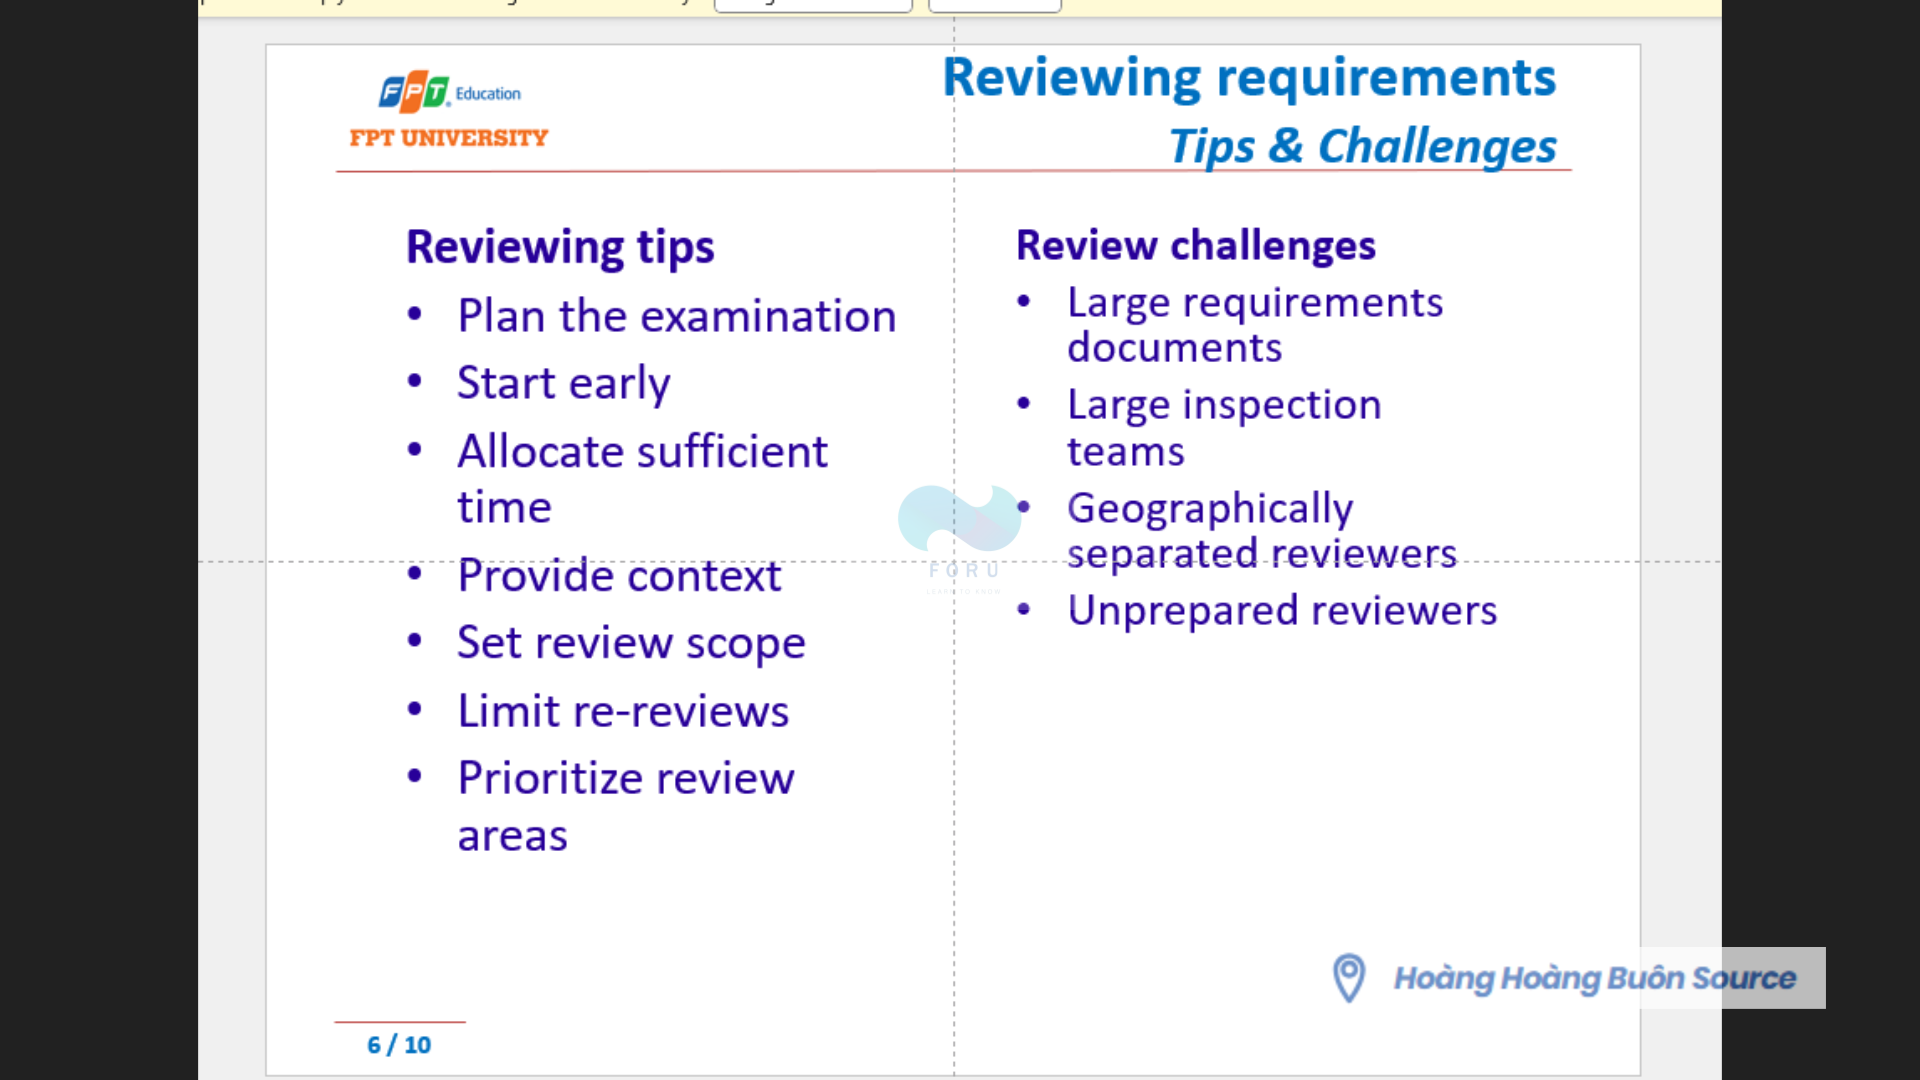 FPT Education
FPT UNIVERSITY
Reviewing requirements
Tips & Challenges
Reviewing tips
• Plan the examination
• Start early
• Allocate sufficient
time
• Provide context
• Set review scope
• Limit re-reviews
• Prioritize review
areas
Review challenges
• Large requirements
documents
• Large inspection
teams
• Geographically
separated reviewers
• Unprepared reviewers
FORU
Hoàng Hoàng Buôn Source
6 / 10